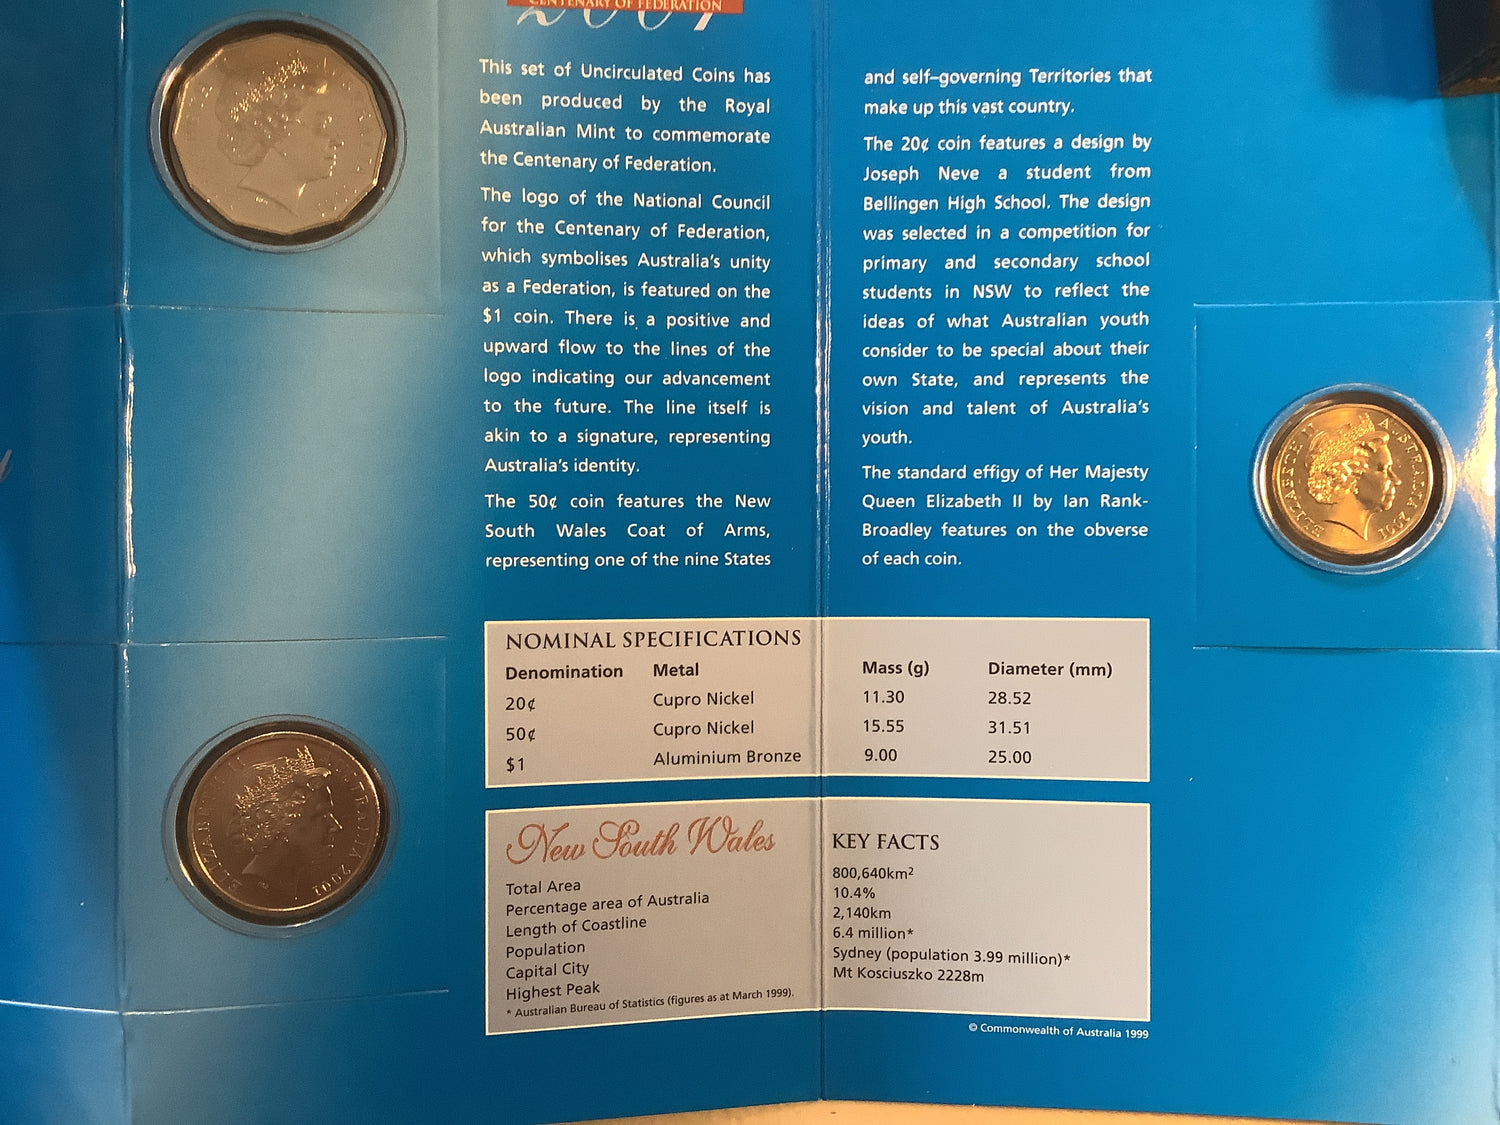 2001
CENTENARY OF FEDERATION
This set of Uncirculated Coins has
been produced by the Royal
Australian Mint to commemorate
the Centenary of Federation.
The logo of the National Council
for the Centenary of Federation,
which symbolises Australia's unity
as a Federation, is featured on the
$1 coin. There is a positive and
upward flow to the lines of the
logo indicating our advancement
to the future. The line itself is
akin to a signature, representing
Australia's identity.
The 50¢ coin features the New
South Wales Coat of Arms,
representing one of the nine States
and self–governing Territories that
make up this vast country.
The 20¢ coin features a design by
Joseph Neve a student from
Bellingen High School. The design
was selected in a competition for
primary and secondary school
students in NSW to reflect the
ideas of what Australian youth
consider to be special about their
own State, and represents the
vision and talent of Australia's
youth.
The standard effigy of Her Majesty
Queen Elizabeth II by Ian Rank-
Broadley features on the obverse
of each coin.
NOMINAL SPECIFICATIONS
Denomination Metal Mass (g) Diameter (mm)
20¢ Cupro Nickel 11.30 28.52
50¢ Cupro Nickel 15.55 31.51
$1 Aluminium Bronze 9.00 25.00
New South Wales KEY FACTS
Total Area 800,640km²
Percentage area of Australia 10.4%
Length of Coastline 2,140km
Population 6.4 million*
Capital City Sydney (population 3.99 million)*
Highest Peak Mt Kosciuszko 2228m
* Australian Bureau of Statistics (figures as at March 1999).
© Commonwealth of Australia 1999
ELIZABETH II AUSTRALIA 2001
ELIZABETH AUSTRALIA 2001